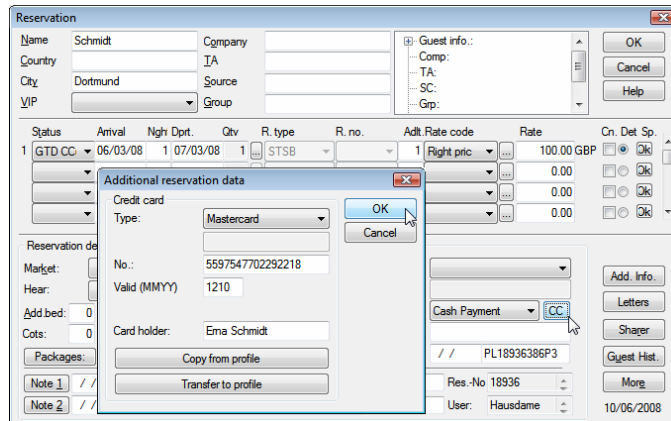 Reservation
Name Schmidt Company
Country TA
City Dortmund Source
VIP Group
Guest info.:
Comp:
TA:
SC:
Grp:
OK
Cancel
Help
Status Arrival Nght Dprt. Qtv R. type R. no. Adlt. Rate code Rate Cn. Det Sp.
1 GTD CC 06/03/08 1 07/03/08 1 ... STSB 1 Right pric ... 100.00 GBP Ok
... 0.00 Ok
... 0.00 Ok
... 0.00 Ok
Additional reservation data
Credit card
Type: Mastercard
No.: 5597547702292218
Valid (MMYY) 1210
Card holder: Erna Schmidt
Copy from profile
Transfer to profile
OK
Cancel
Reservation de
Market:
Hear:
Add.bed: 0
Cots: 0
Packages:
Note 1 / /
Note 2 / /
Cash Payment CC
/ / PL18936386P3
Res.-No 18936
User: Hausdame
Add. Info.
Letters
Sharer
Guest Hist.
More
10/06/2008